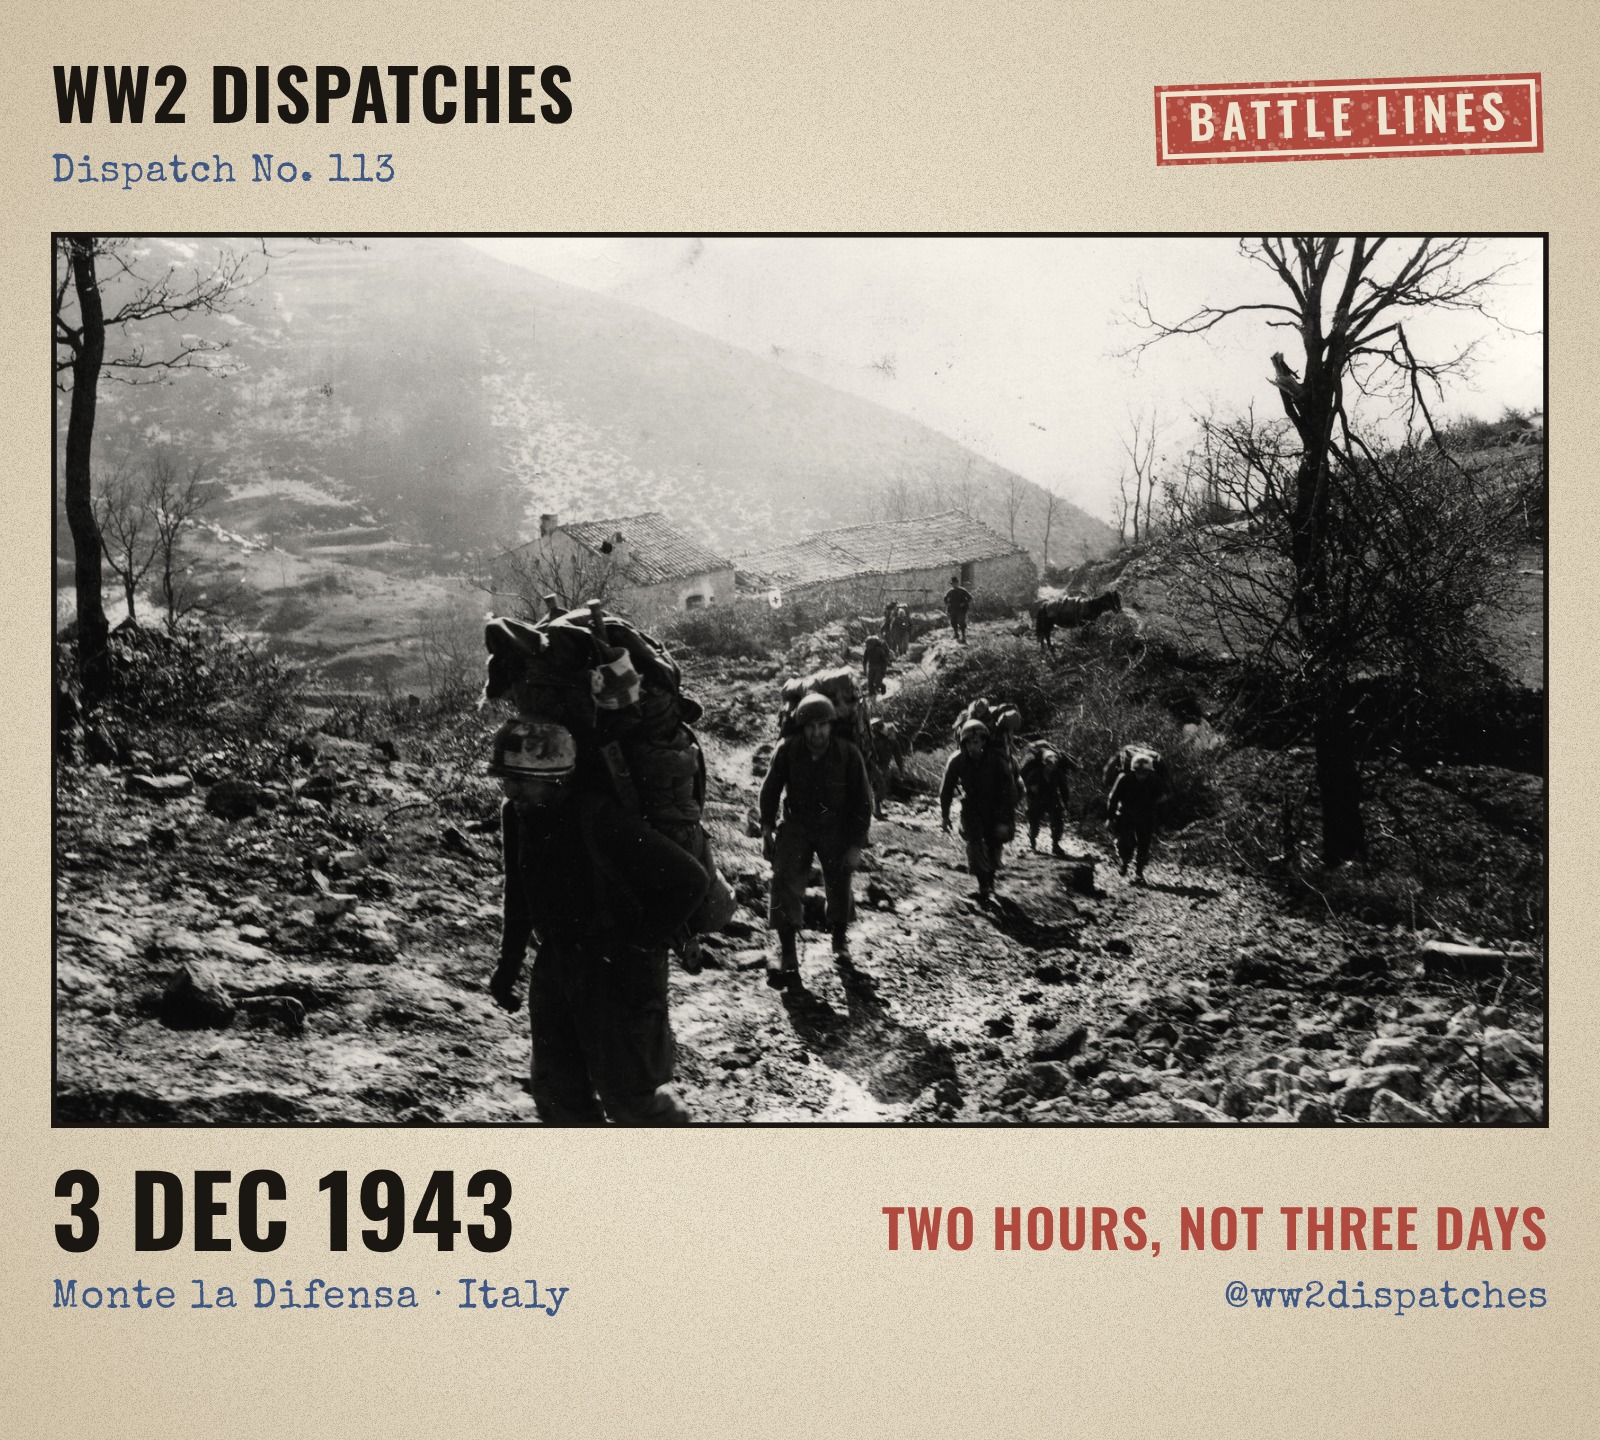 WW2 DISPATCHES
Dispatch No. 113
BATTLE LINES
3 DEC 1943
Monte la Difensa · Italy
TWO HOURS, NOT THREE DAYS
@ww2dispatches